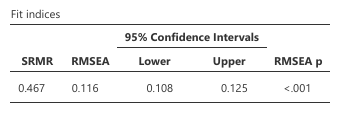 Fit indices
95% Confidence Intervals
SRMR RMSEA Lower Upper RMSEA p
0.467 0.116 0.108 0.125 <.001